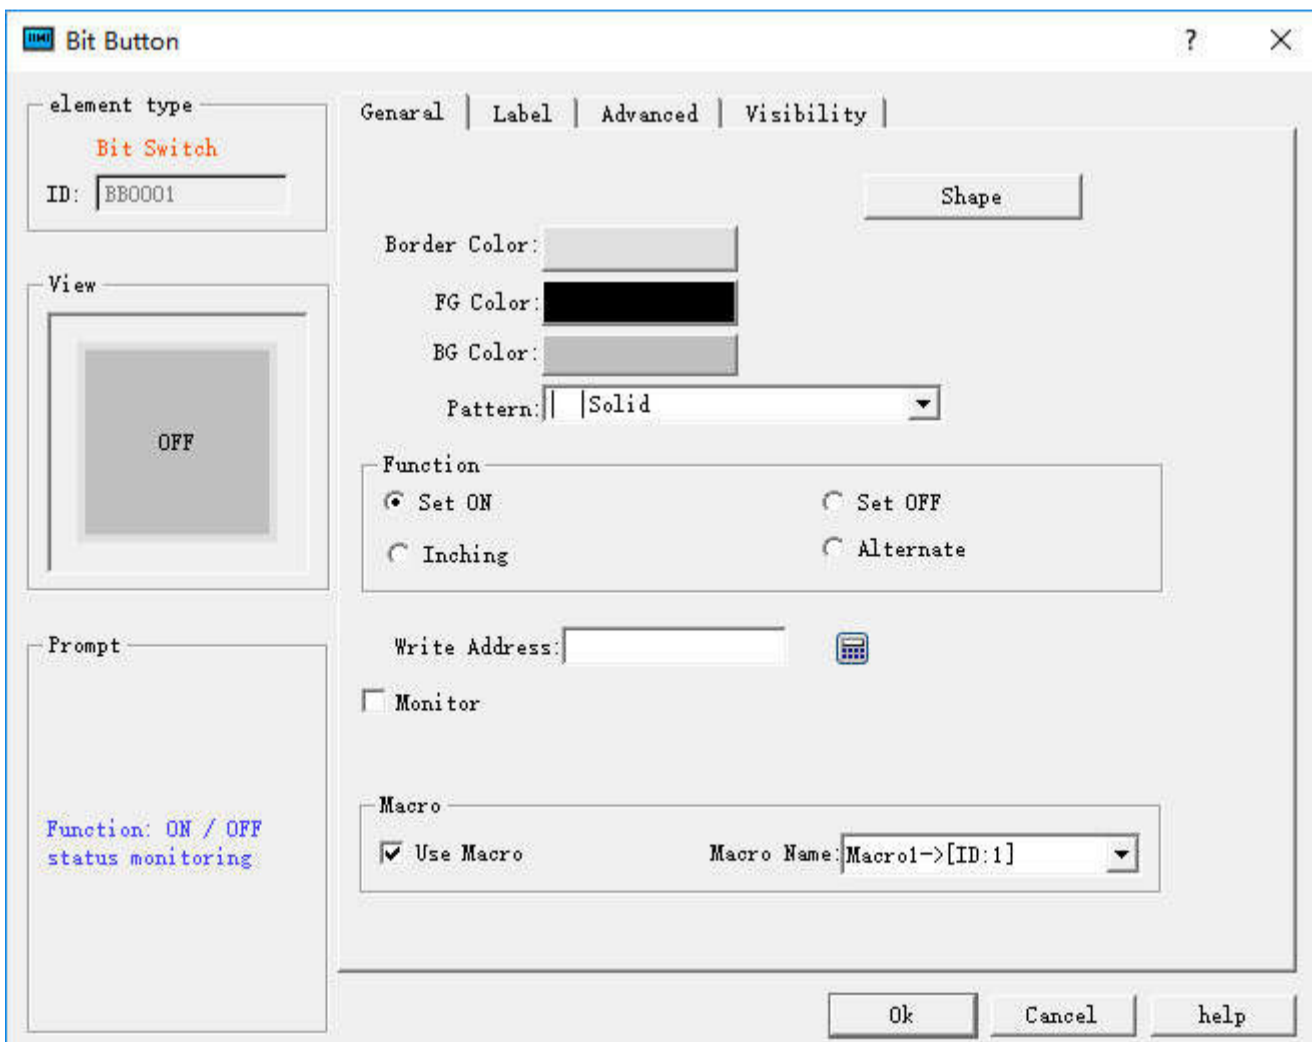 Bit Button
?
element type
Bit Switch
ID: BB0001
View
OFF
Prompt
Function: ON / OFF
status monitoring
Genaral Label Advanced Visibility
Shape
Border Color:
FG Color:
BG Color:
Pattern: Solid
Function
Set ON Set OFF
Inching Alternate
Write Address:
Monitor
Macro
Use Macro Macro Name: Macro1->[ID:1]
Ok Cancel help